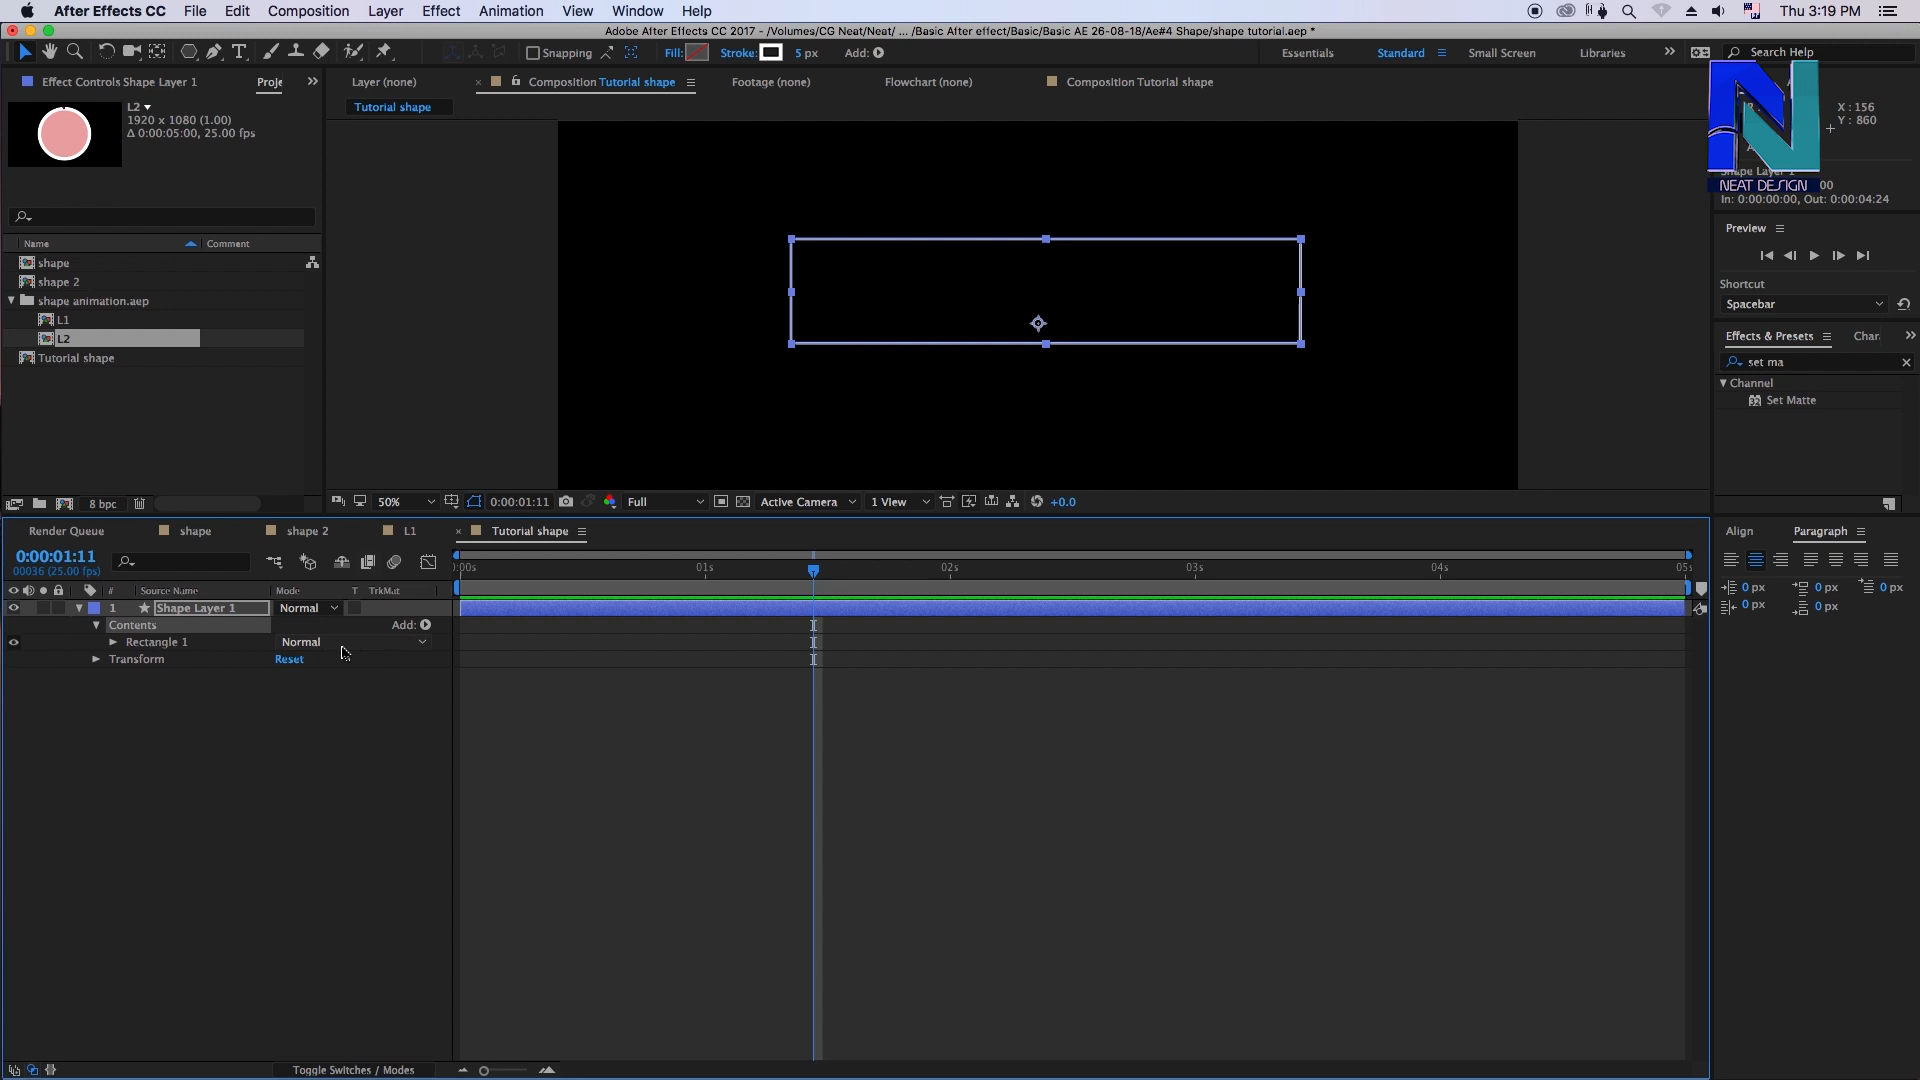 After Effects CC File Edit Composition Layer Effect Animation View Window Help Thu 3:19 PM
Adobe After Effects CC 2017 - /Volumes/CG Neat/Neat/ ... /Basic After effect/Basic/Basic AE 26-08-18/Ae#4 Shape/shape tutorial.aep *
Snapping Fill: Stroke: 5 px Add: Essentials Standard Small Screen Libraries Search Help
Effect Controls Shape Layer 1 Proje Layer (none) Composition Tutorial shape Footage (none) Flowchart (none) Composition Tutorial shape
L2 Tutorial shape X : 156
1920 x 1080 (1.00) Y : 860
Δ 0:00:05:00, 25.00 fps
NEAT DESIGN 00
In: 0:00:00:00, Out: 0:00:04:24
Preview
Name Comment
shape
shape 2
shape animation.aep
L1
L2
Tutorial shape
Shortcut
Spacebar
Effects & Presets Char
set ma
Channel
32 Set Matte
8 bpc 50% 0:00:01:11 Full Active Camera 1 View +0.0
Render Queue shape shape 2 L1 Tutorial shape Align Paragraph
0:00:01:11
00036 (25.00 fps)
:00s 01s 02s 03s 04s 05s
# Source Name Mode T TrkMat
0 px 0 px 0 px
0 px 0 px
1 Shape Layer 1 Normal
Contents Add:
Rectangle 1 Normal
Transform Reset
Toggle Switches / Modes